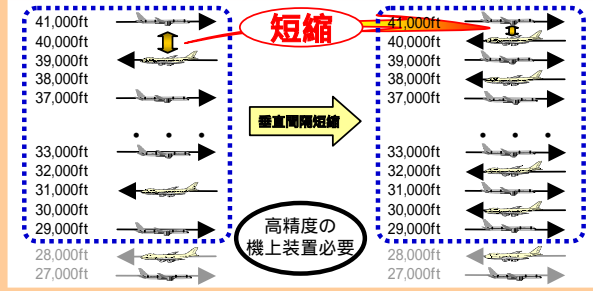 41,000ft
40,000ft
39,000ft
38,000ft
37,000ft
・ ・ ・
33,000ft
32,000ft
31,000ft
30,000ft
29,000ft
28,000ft
27,000ft
短縮
垂直間隔短縮
高精度の
機上装置必要
41,000ft
40,000ft
39,000ft
38,000ft
37,000ft
・ ・ ・
33,000ft
32,000ft
31,000ft
30,000ft
29,000ft
28,000ft
27,000ft